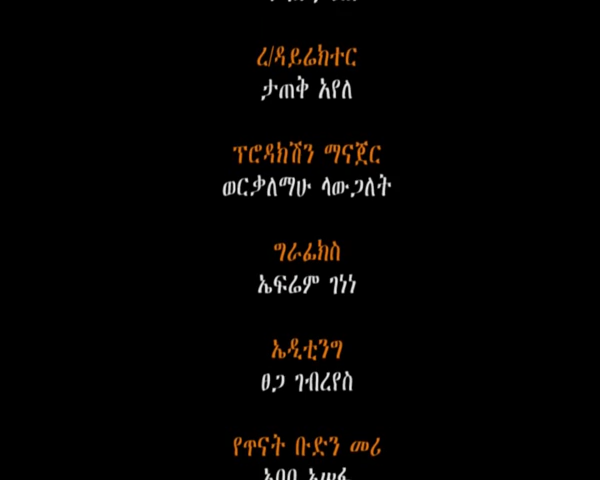 ረ/ዳይሬክተር
ታጠቅ አየለ
ፕሮዳክሽን ማናጀር
ወርቃለማሁ ላውጋለት
ግራፊክስ
ኤፍሬም ገነነ
ኤዲቲንግ
ፀጋ ገብረየስ
የጥናት ቡድን መሪ